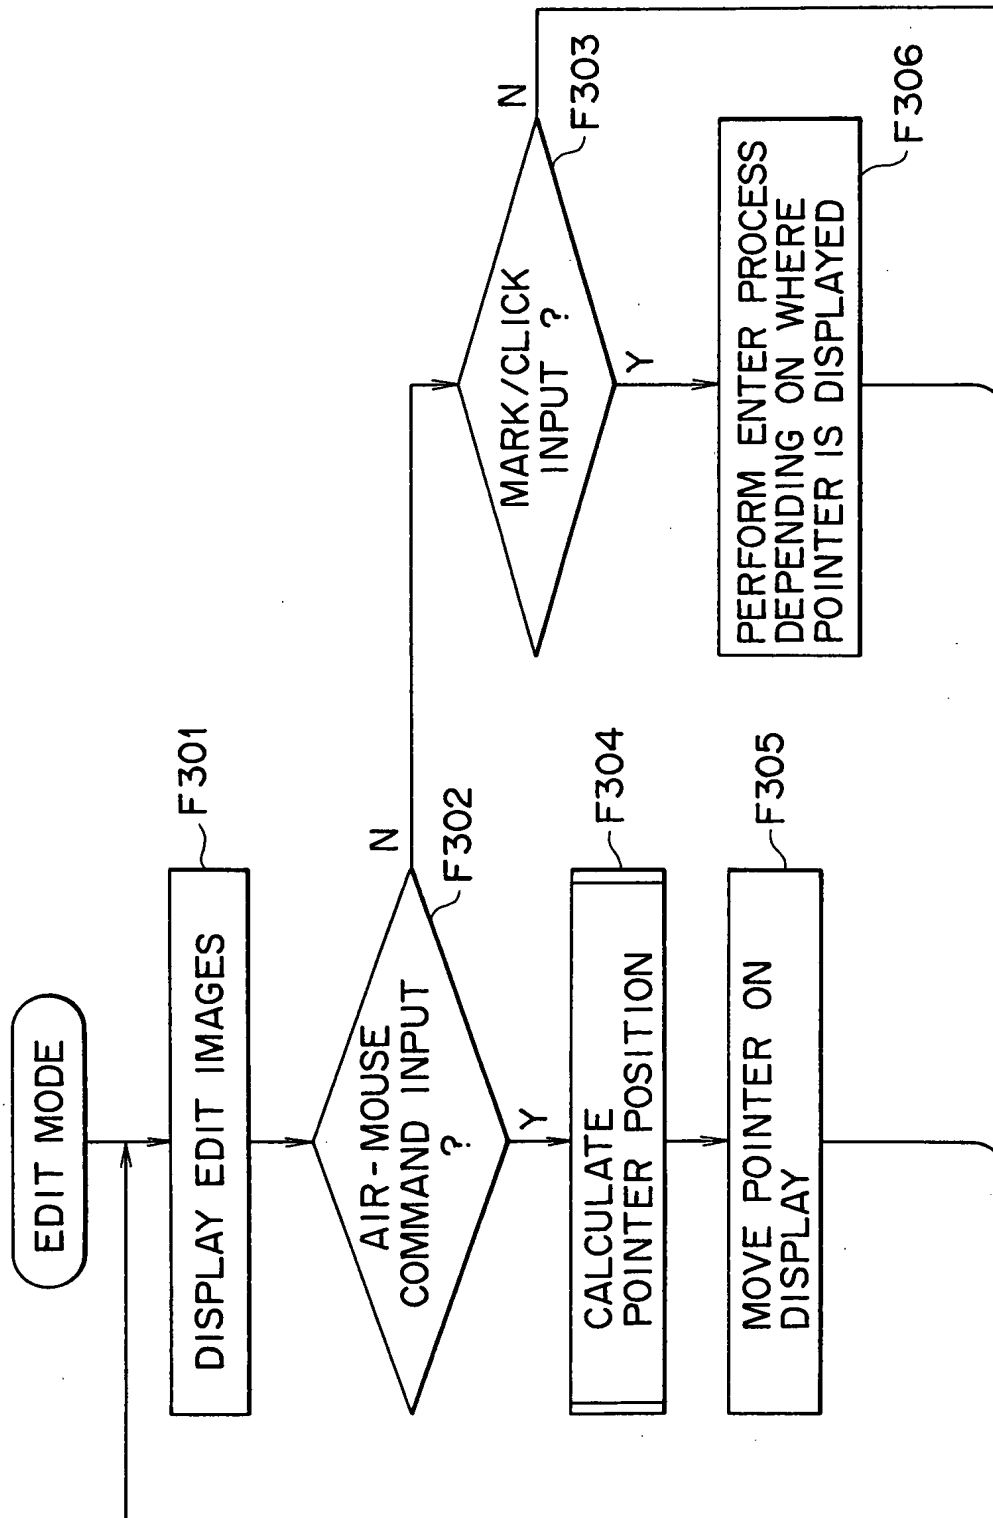 EDIT MODE
DISPLAY EDIT IMAGES
F301
AIR-MOUSE
COMMAND INPUT
?
N
F302
Y
MARK/CLICK
INPUT ?
N
F303
Y
CALCULATE
POINTER POSITION
F304
MOVE POINTER ON
DISPLAY
F305
PERFORM ENTER PROCESS
DEPENDING ON WHERE
POINTER IS DISPLAYED
F306